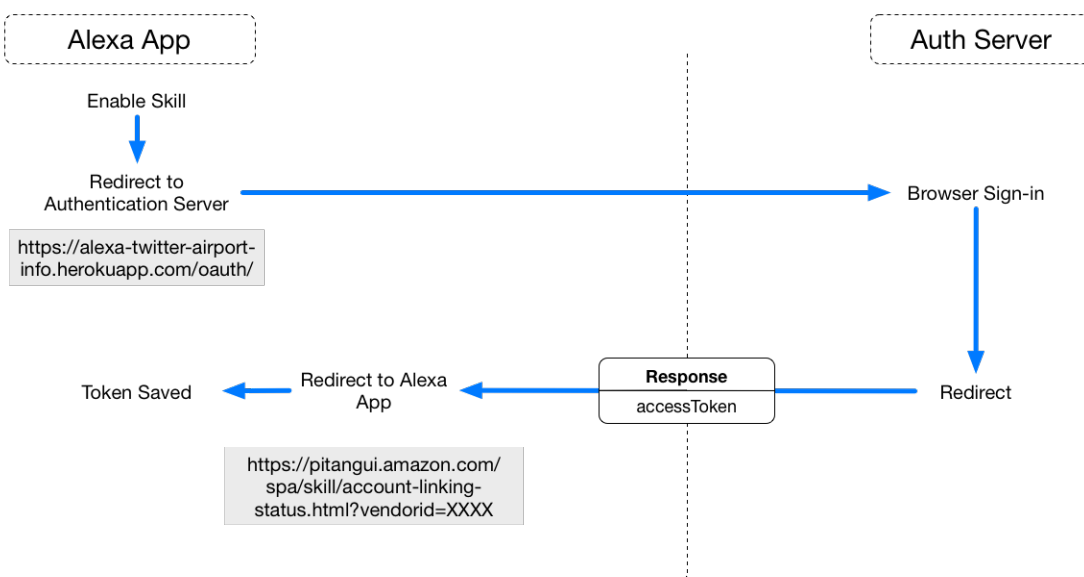 Alexa App
Auth Server
Enable Skill
Redirect to
Authentication Server
Browser Sign-in
https://alexa-twitter-airport-
info.herokuapp.com/oauth/
Token Saved
Redirect to Alexa
App
Response
accessToken
Redirect
https://pitangui.amazon.com/
spa/skill/account-linking-
status.html?vendorid=XXXX